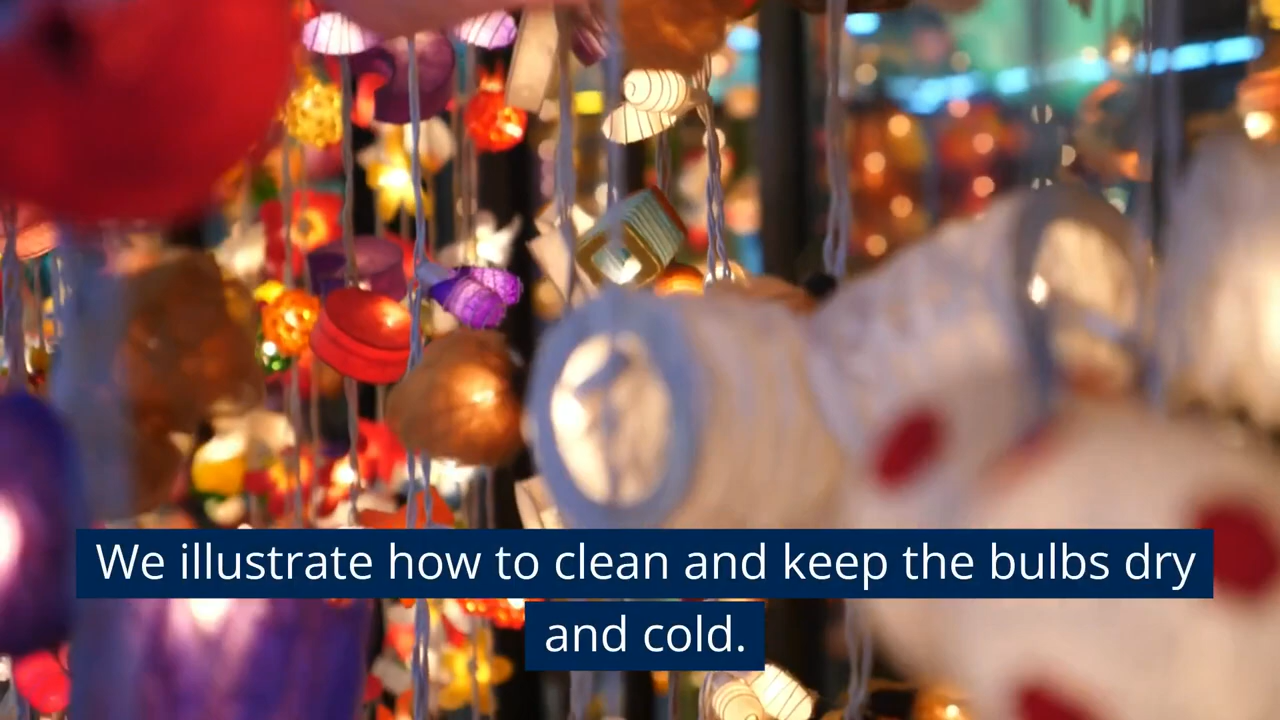 We illustrate how to clean and keep the bulbs dry
and cold.